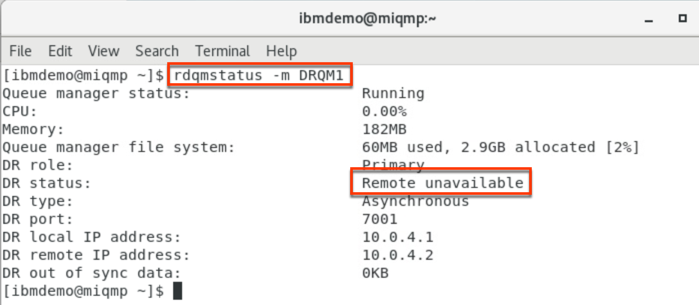 ibmdemo@miqmp:~
File Edit View Search Terminal Help
[ibmdemo@miqmp ~]$ rdqmstatus -m DRQM1
Queue manager status: Running
CPU: 0.00%
Memory: 182MB
Queue manager file system: 60MB used, 2.9GB allocated [2%]
DR role: Primary
DR status: Remote unavailable
DR type: Asynchronous
DR port: 7001
DR local IP address: 10.0.4.1
DR remote IP address: 10.0.4.2
DR out of sync data: 0KB
[ibmdemo@miqmp ~]$